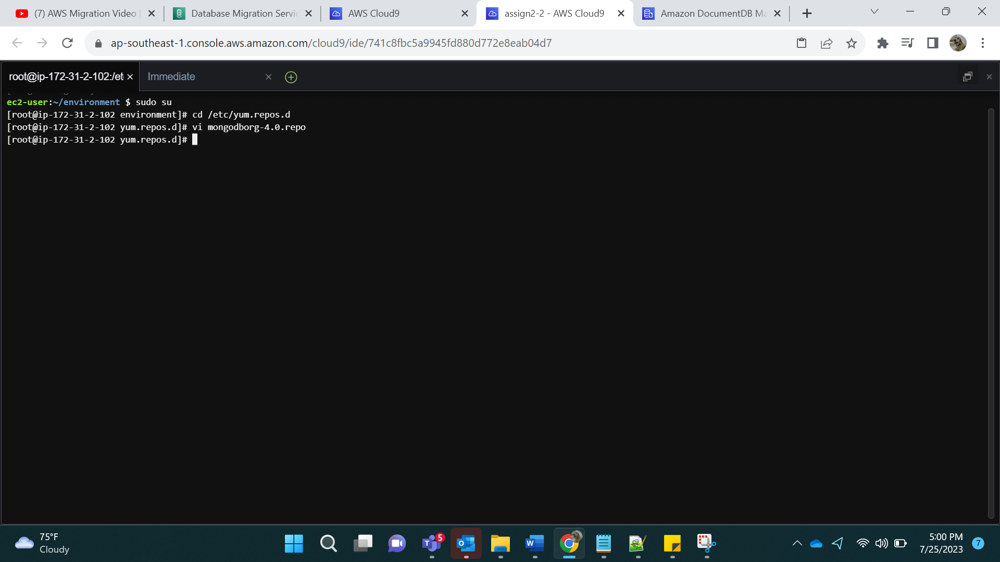 (7) AWS Migration Video
Database Migration Servic
AWS Cloud9
assign2-2 - AWS Cloud9
Amazon DocumentDB Ma
ap-southeast-1.console.aws.amazon.com/cloud9/ide/741c8fbc5a9945fd880d772e8eab04d7
root@ip-172-31-2-102:/et
Immediate
ec2-user:~/environment $ sudo su
[root@ip-172-31-2-102 environment]# cd /etc/yum.repos.d
[root@ip-172-31-2-102 yum.repos.d]# vi mongodborg-4.0.repo
[root@ip-172-31-2-102 yum.repos.d]#
75°F
Cloudy
5
5:00 PM
7/25/2023
7